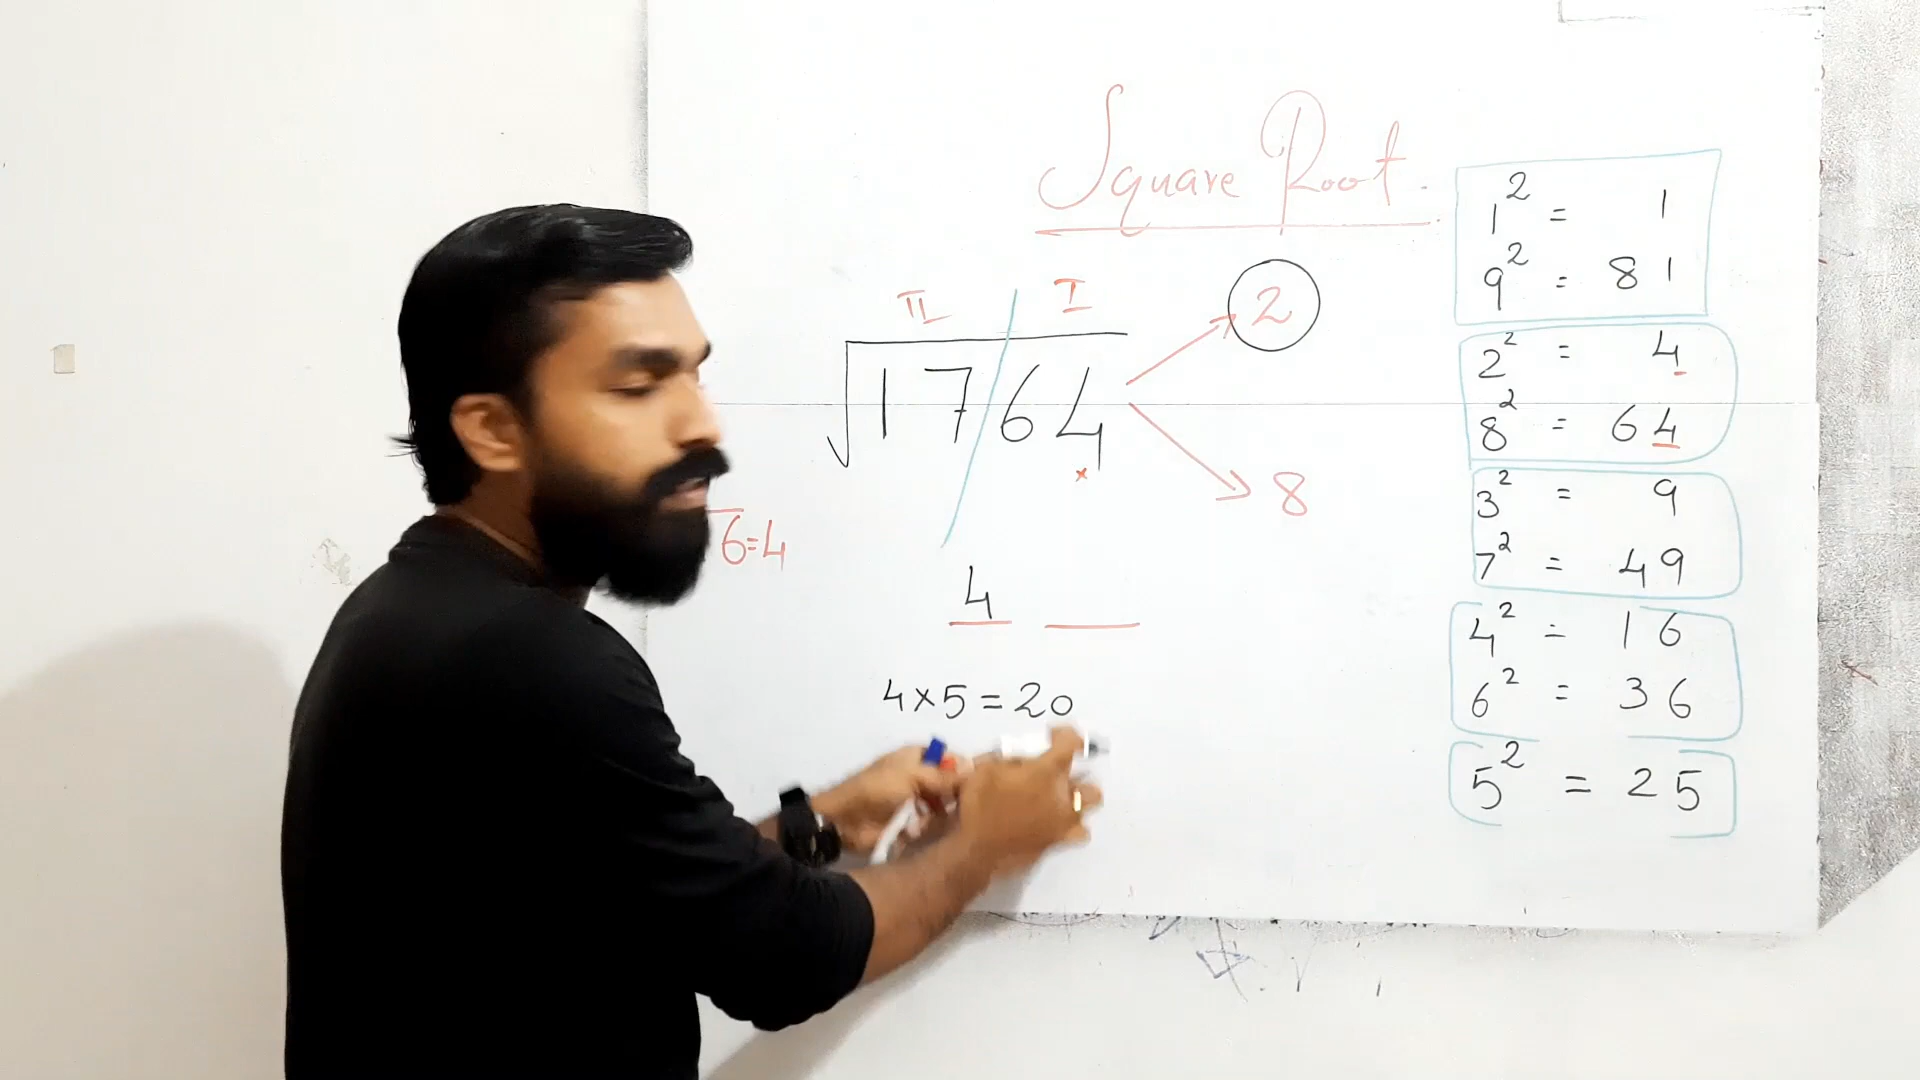 Square Root.
II I
√1764
2
8
6=4
4
4×5=20
1² = 1
9² = 81
2² = 4
8² = 64
3² = 9
7² = 49
4² = 16
6² = 36
5² = 25